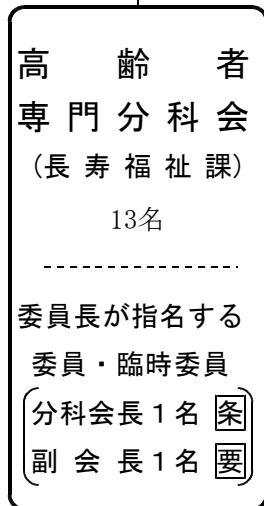 高齢者
専門分科会
(長寿福祉課)
13名
委員長が指名する
委員・臨時委員
分科会長1名 条
副会長1名 要